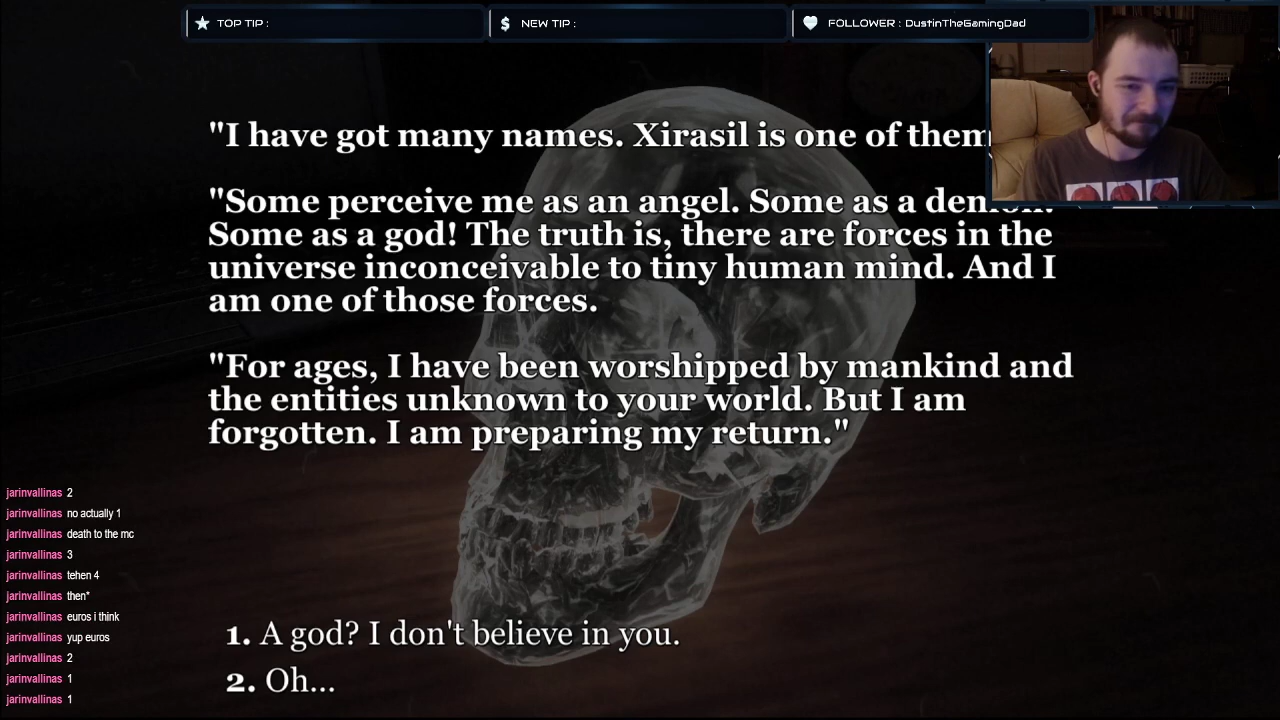 TOP TIP :
NEW TIP :
FOLLOWER : DustinTheGamingDad
"I have got many names. Xirasil is one of them
"Some perceive me as an angel. Some as a demon.
Some as a god! The truth is, there are forces in the
universe inconceivable to tiny human mind. And I
am one of those forces.
"For ages, I have been worshipped by mankind and
the entities unknown to your world. But I am
forgotten. I am preparing my return."
jarinvallinas 2
jarinvallinas no actually 1
jarinvallinas death to the mc
jarinvallinas 3
jarinvallinas tehen 4
jarinvallinas then*
jarinvallinas euros i think
jarinvallinas yup euros
jarinvallinas 2
jarinvallinas 1
jarinvallinas 1
1. A god? I don't believe in you.
2. Oh...